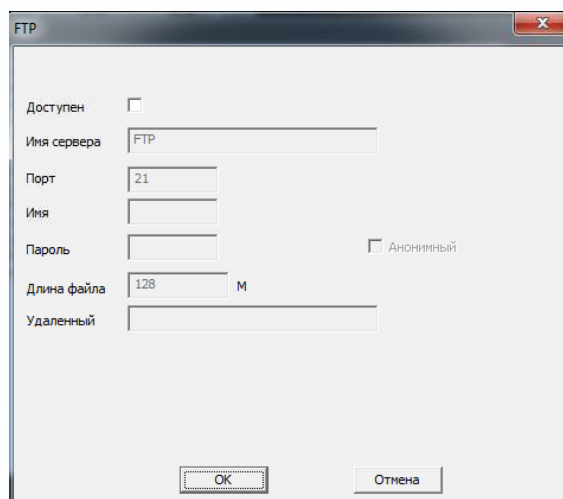 FTP
Доступен
Имя сервера FTP
Порт 21
Имя
Пароль Анонимный
Длина файла 128 М
Удаленный
OK Отмена